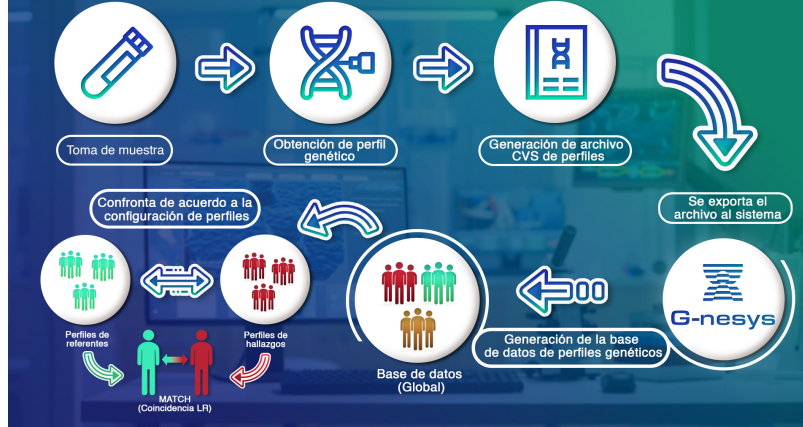 Toma de muestra
Obtención de perfil
genético
Generación de archivo
CVS de perfiles
Se exporta el
archivo al sistema
G-nesys
Generación de la base
de datos de perfiles genéticos
Base de datos
(Global)
Confronta de acuerdo a la
configuración de perfiles
Perfiles de
referentes
Perfiles de
hallazgos
MATCH
(Coincidencia LR)